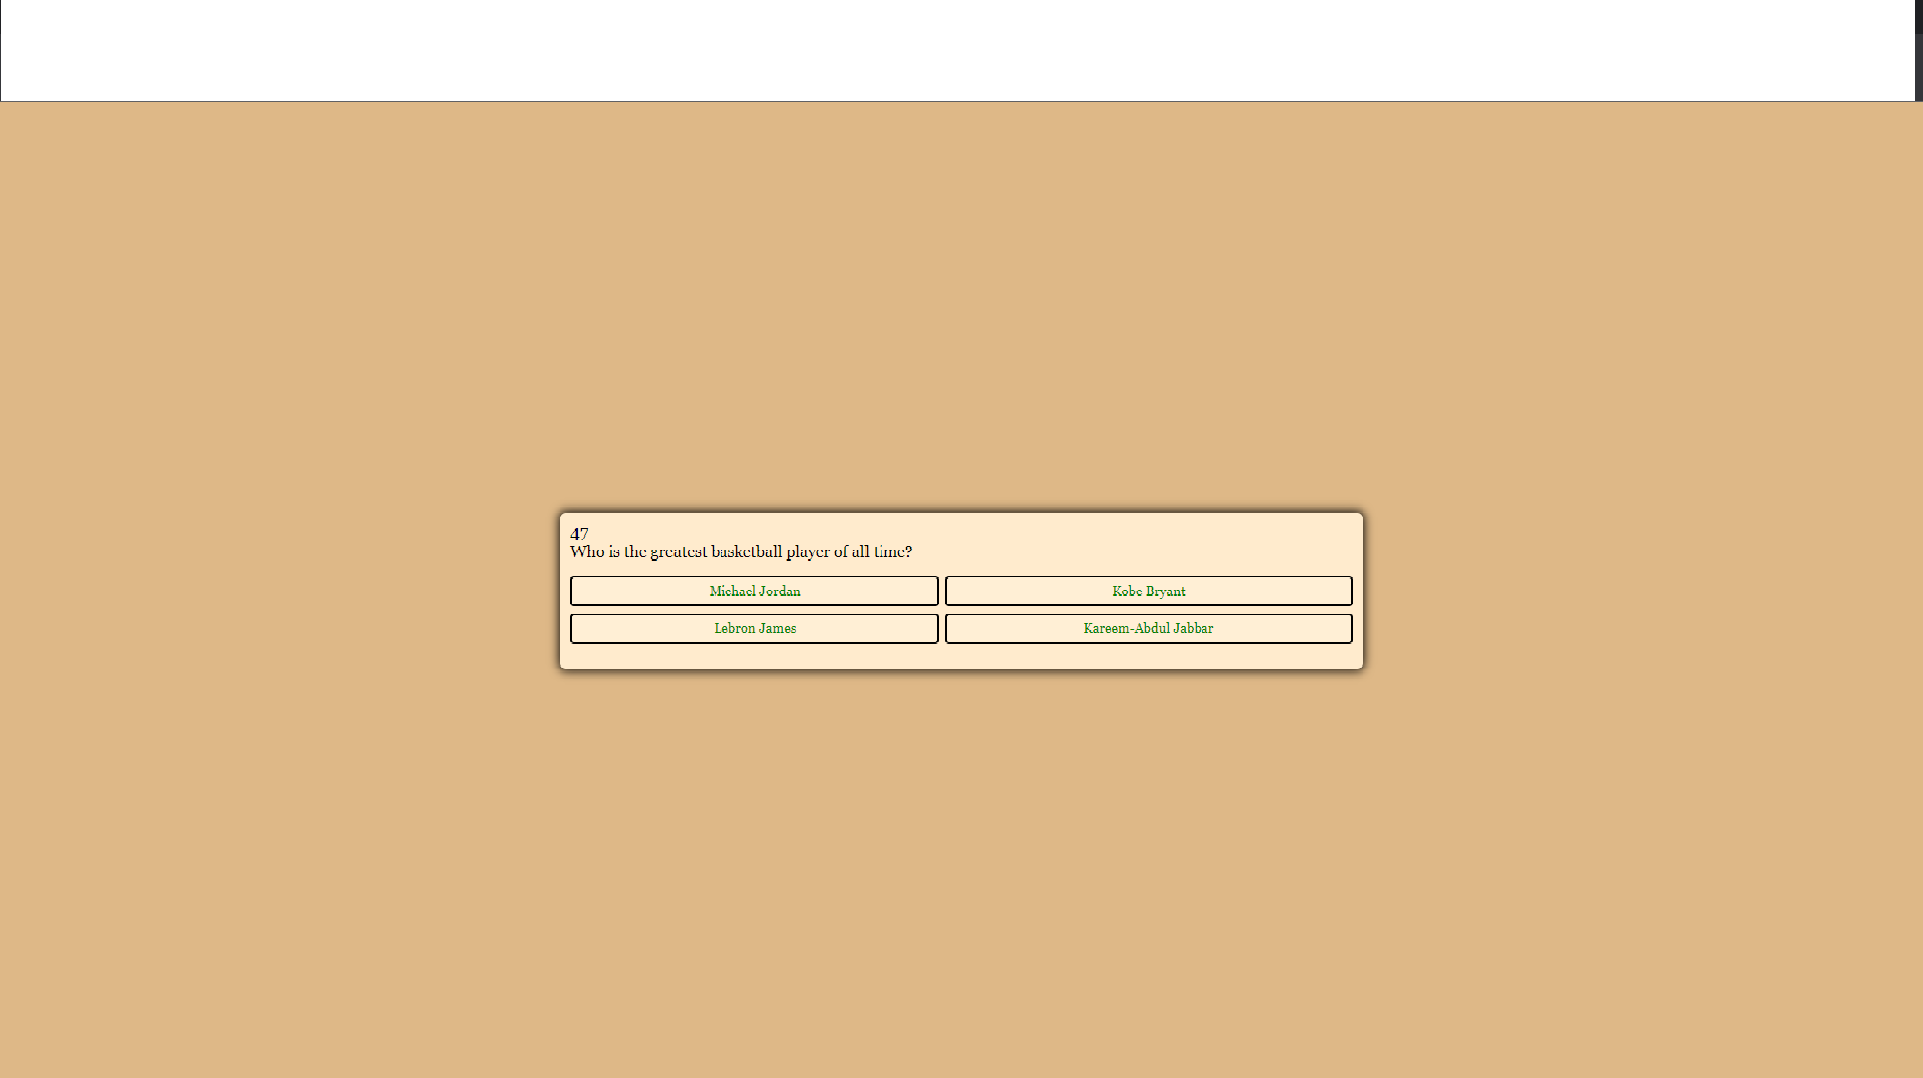 47
Who is the greatest basketball player of all time?
Michael Jordan
Kobe Bryant
Lebron James
Kareem-Abdul Jabbar